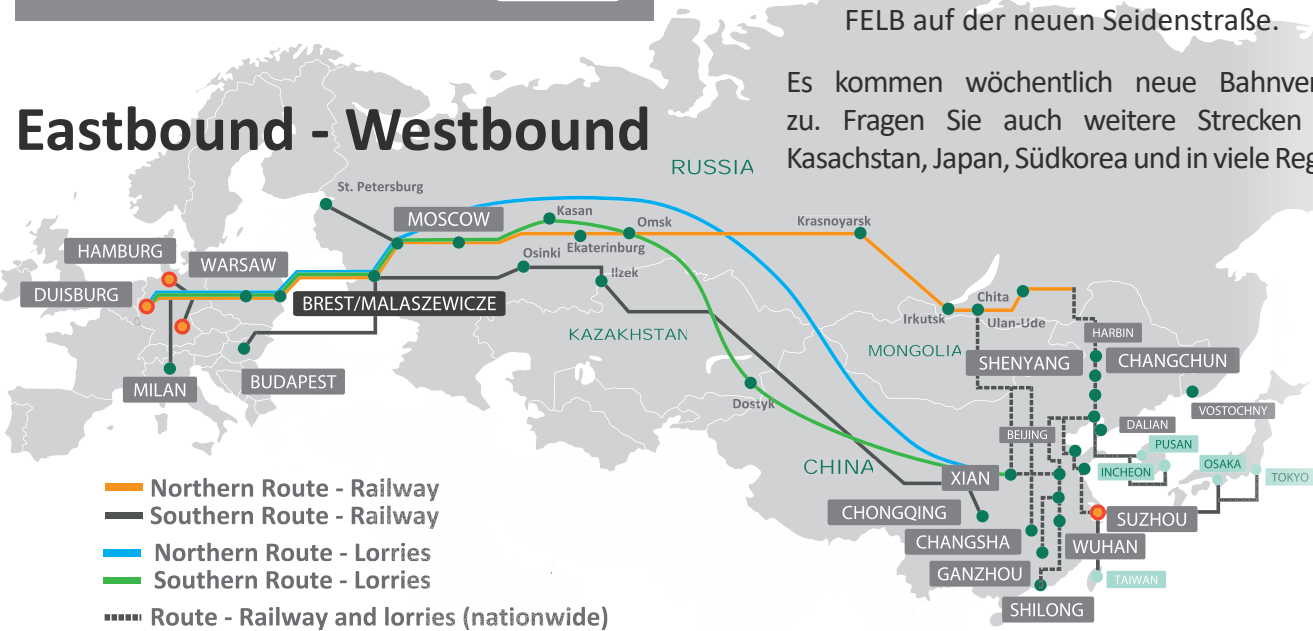 FELB auf der neuen Seidenstraße.
Es kommen wöchentlich neue Bahnver
zu. Fragen Sie auch weitere Strecken
Kasachstan, Japan, Südkorea und in viele Reg
Eastbound - Westbound
RUSSIA
St. Petersburg
MOSCOW
Kasan
Omsk
Krasnoyarsk
HAMBURG
WARSAW
Ekaterinburg
Osinki
Ilzek
DUISBURG
BREST/MALASZEWICZE
Chita
Irkutsk
Ulan-Ude
KAZAKHSTAN
MONGOLIA
HARBIN
SHENYANG
CHANGCHUN
MILAN
BUDAPEST
Dostyk
VOSTOCHNY
DALIAN
BEIJING
PUSAN
CHINA
XIAN
INCHEON
OSAKA
TOKYO
Northern Route - Railway
Southern Route - Railway
Northern Route - Lorries
Southern Route - Lorries
Route - Railway and lorries (nationwide)
CHONGQING
SUZHOU
CHANGSHA
WUHAN
GANZHOU
TAIWAN
SHILONG